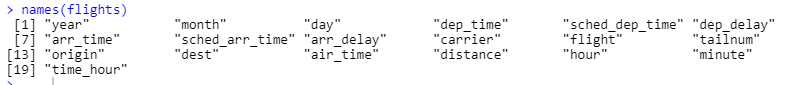 > names(flights)
[1] "year" "month" "day" "dep_time" "sched_dep_time" "dep_delay"
[7] "arr_time" "sched_arr_time" "arr_delay" "carrier" "flight" "tailnum"
[13] "origin" "dest" "air_time" "distance" "hour" "minute"
[19] "time_hour"
>